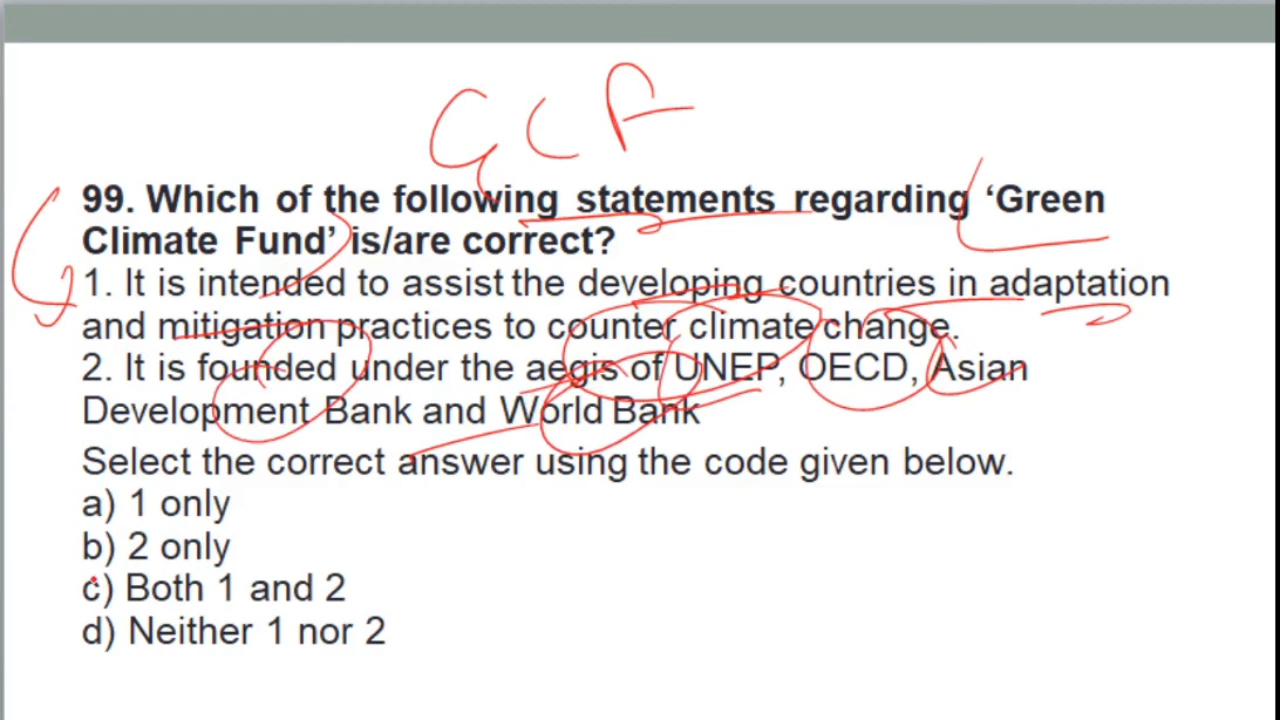 GCF
99. Which of the following statements regarding ‘Green
Climate Fund’ is/are correct?
1. It is intended to assist the developing countries in adaptation
and mitigation practices to counter climate change.
2. It is founded under the aegis of UNEP, OECD, Asian
Development Bank and World Bank
Select the correct answer using the code given below.
a) 1 only
b) 2 only
c) Both 1 and 2
d) Neither 1 nor 2